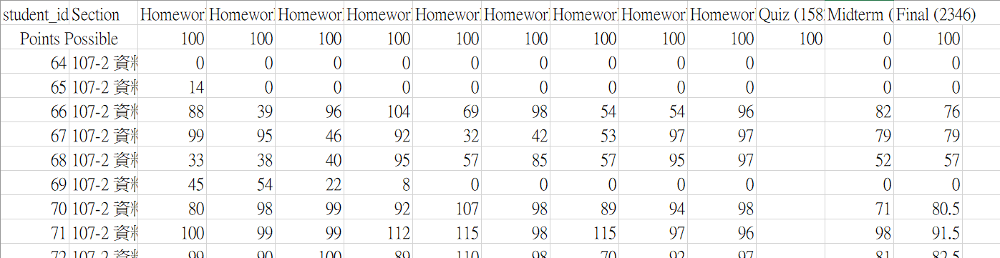 student_id Section Homewor Homewor Homewor Homewor Homewor Homewor Homewor Homewor Homewor Quiz (158 Midterm ( Final (2346)
Points Possible 100 100 100 100 100 100 100 100 100 100 0 100
64 107-2 資料 0 0 0 0 0 0 0 0 0 0 0
65 107-2 資料 14 0 0 0 0 0 0 0 0 0 0
66 107-2 資料 88 39 96 104 69 98 54 54 96 82 76
67 107-2 資料 99 95 46 92 32 42 53 97 97 79 79
68 107-2 資料 33 38 40 95 57 85 57 95 97 52 57
69 107-2 資料 45 54 22 8 0 0 0 0 0 0 0
70 107-2 資料 80 98 99 92 107 98 89 94 98 71 80.5
71 107-2 資料 100 99 99 112 115 98 115 97 96 98 91.5
72 107-2 資料 99 90 100 89 110 98 70 92 97 81 82.5